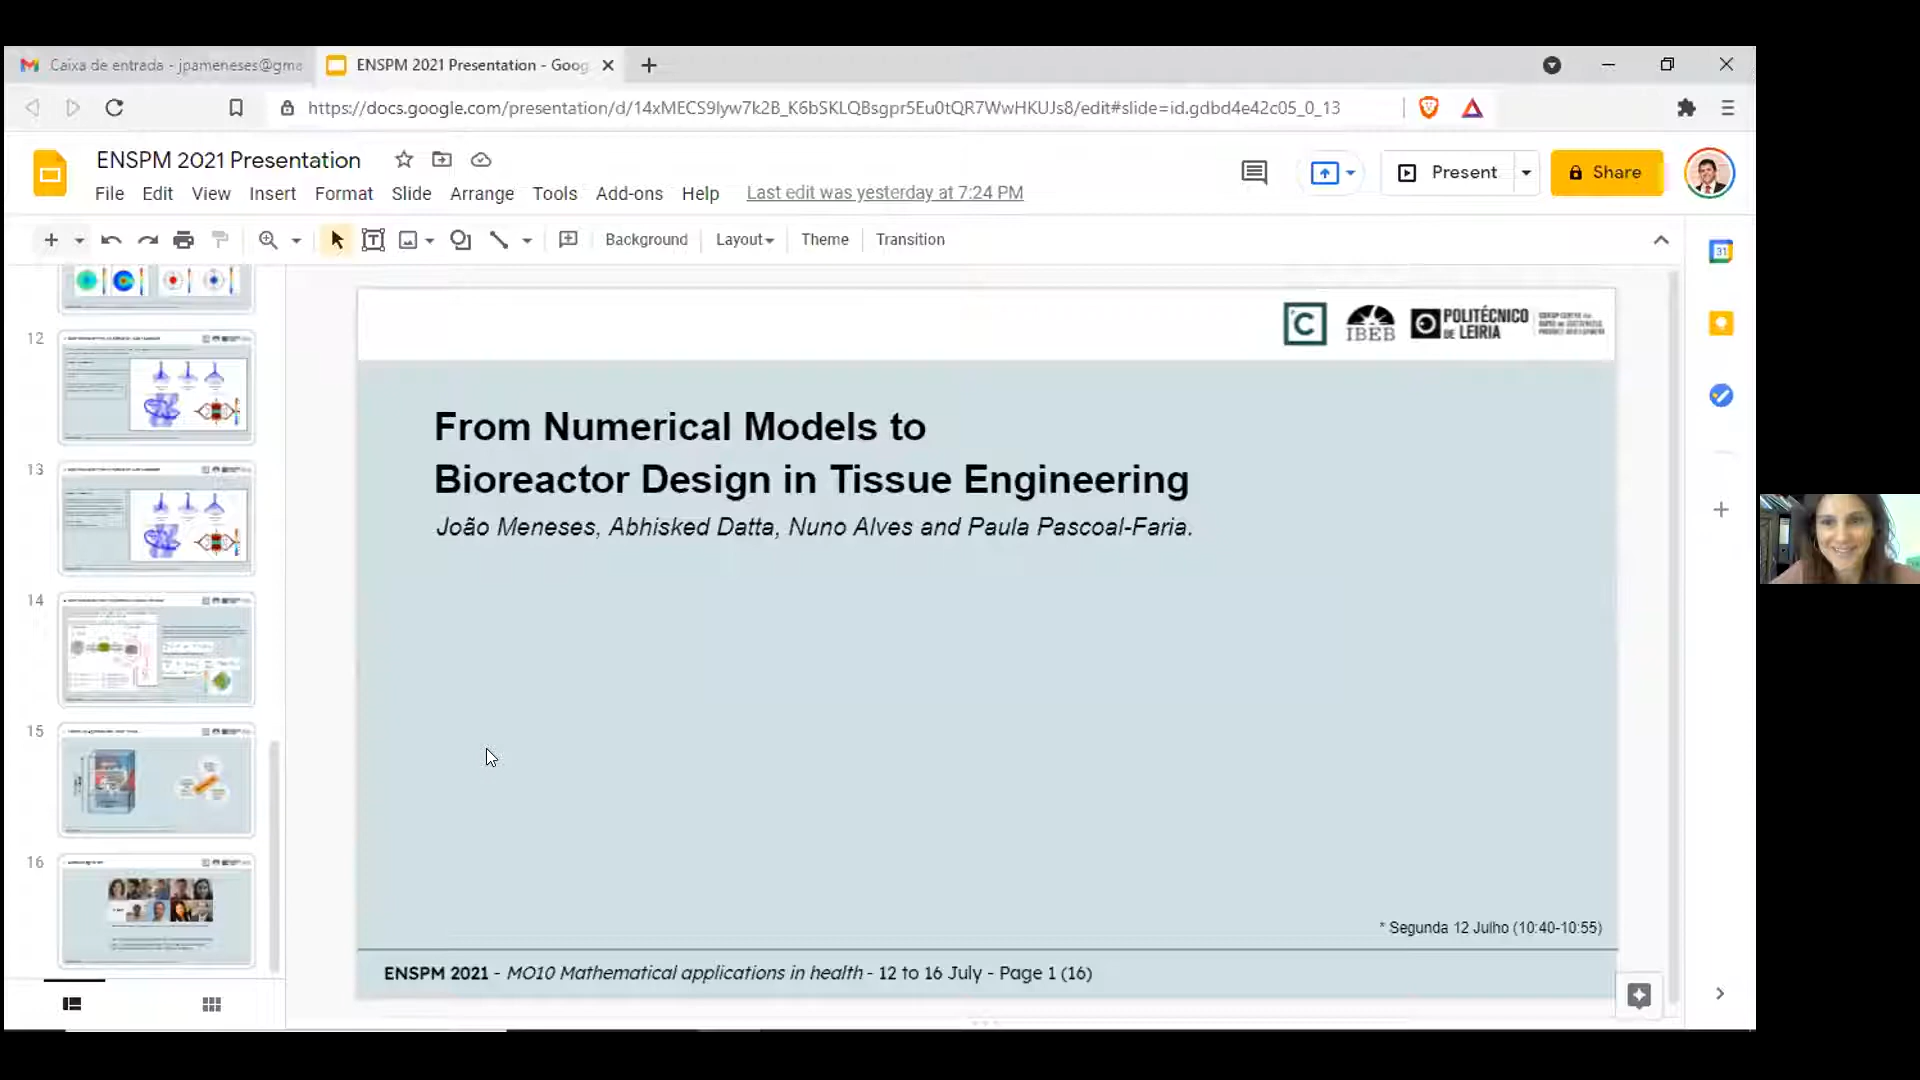 Caixa de entrada - jpameneses@gma
ENSPM 2021 Presentation - Goog
https://docs.google.com/presentation/d/14xMECS9lyw7k2B_K6bSKLQBsgpr5Eu0tQR7WwHKUJs8/edit#slide=id.gdbd4e42c05_0_13
ENSPM 2021 Presentation
Present
Share
File Edit View Insert Format Slide Arrange Tools Add-ons Help Last edit was yesterday at 7:24 PM
Background Layout Theme Transition
31
C IBEB POLITÉCNICO
DE LEIRIA
From Numerical Models to
Bioreactor Design in Tissue Engineering
João Meneses, Abhisked Datta, Nuno Alves and Paula Pascoal-Faria.
12
13
14
15
16
* Segunda 12 Julho (10:40-10:55)
ENSPM 2021 - MO10 Mathematical applications in health - 12 to 16 July - Page 1 (16)